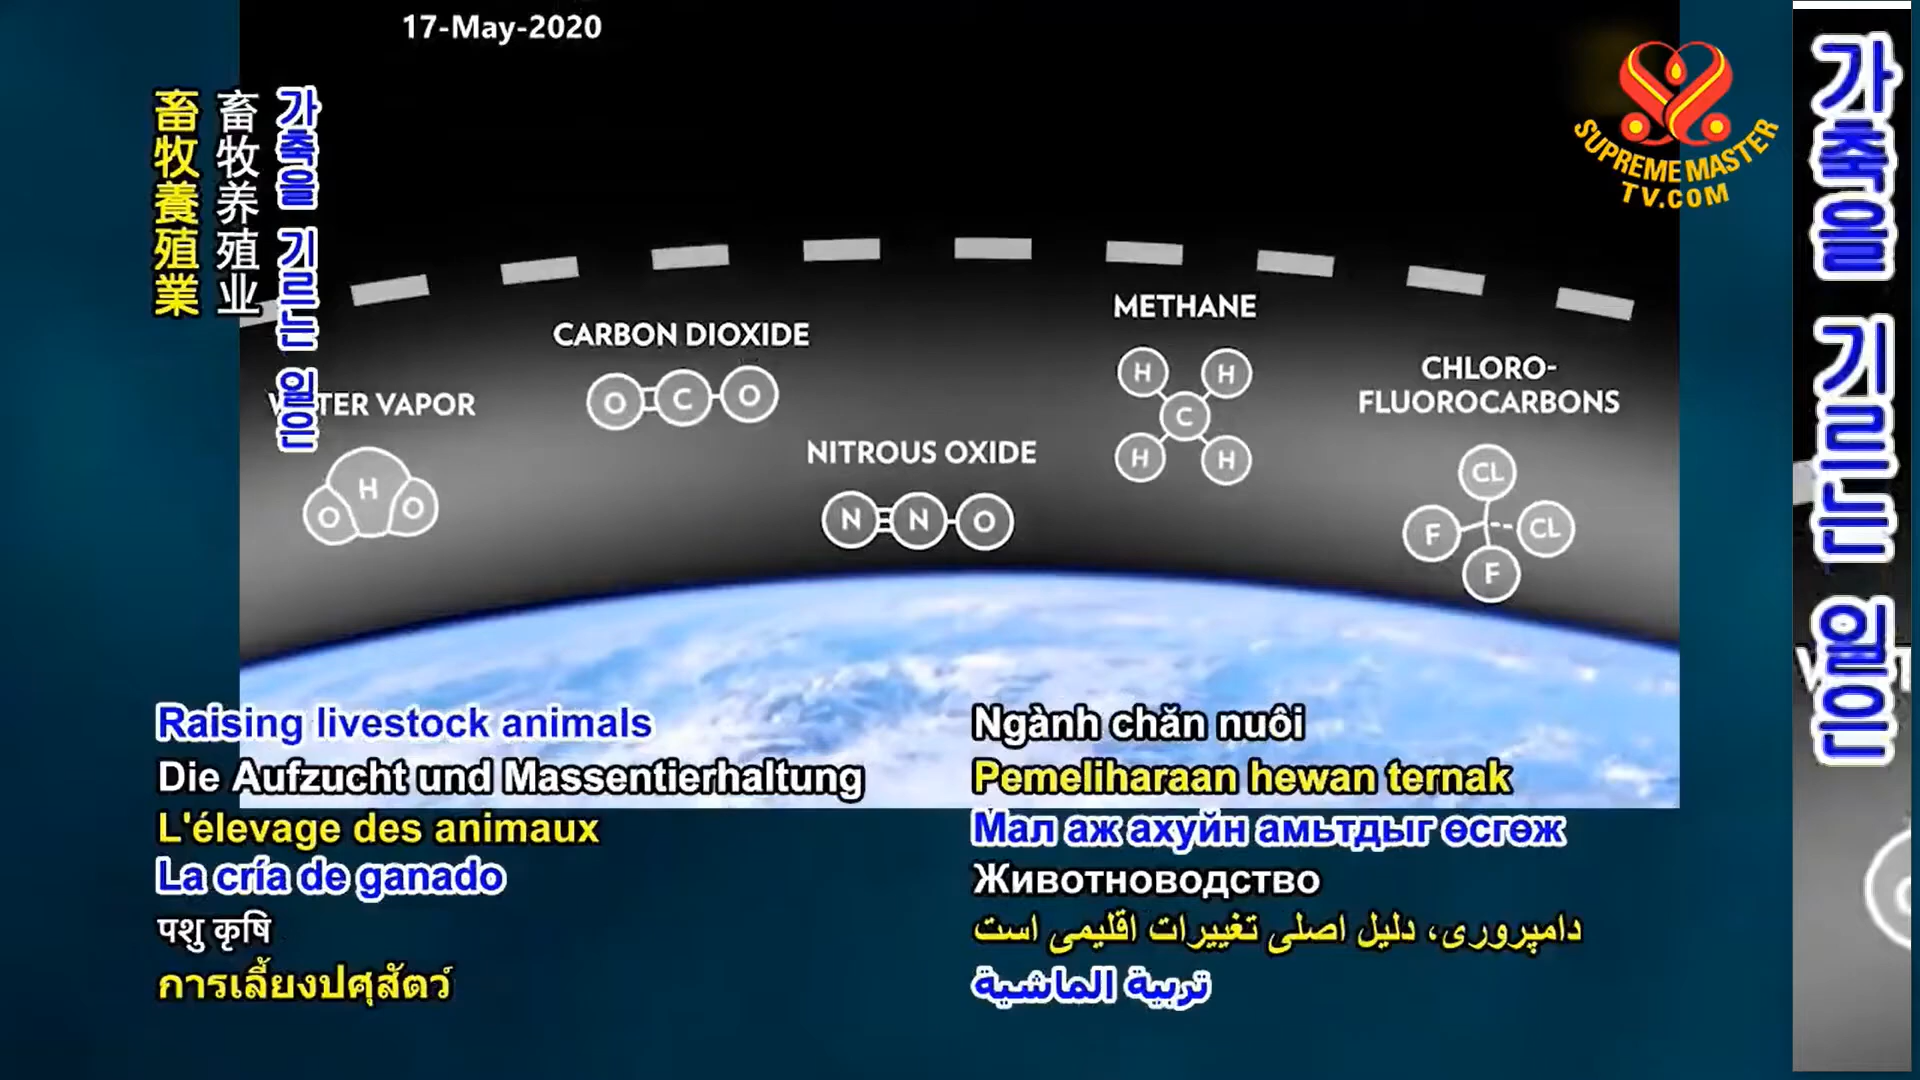 17-May-2020
SUPREME MASTER
TV.COM
畜牧養殖業
畜牧养殖业
가축을 기르는 일은
가축을 기르는 일은
WATER VAPOR
H
O
O
CARBON DIOXIDE
O C O
NITROUS OXIDE
N N O
METHANE
H H
C
H H
CHLORO-
FLUOROCARBONS
CL
F CL
F
Raising livestock animals
Die Aufzucht und Massentierhaltung
L'élevage des animaux
La cría de ganado
पशु कृषि
การเลี้ยงปศุสัตว์
Ngành chăn nuôi
Pemeliharaan hewan ternak
Мал аж ахуйн амьтдыг өсгөж
Животноводство
دامپروری، دلیل اصلی تغییرات اقلیمی است
تربية الماشية